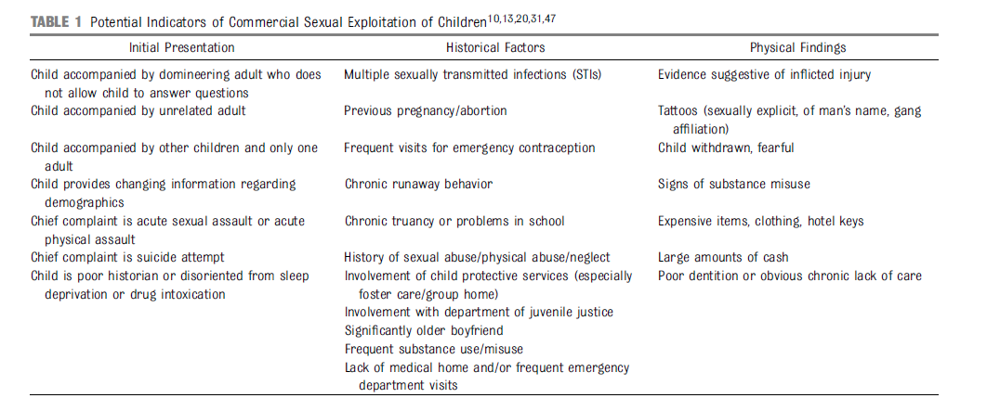 TABLE 1 Potential Indicators of Commercial Sexual Exploitation of Children10,13,20,31,47
Initial Presentation Historical Factors Physical Findings
Child accompanied by domineering adult who does Multiple sexually transmitted infections (STIs) Evidence suggestive of inflicted injury
not allow child to answer questions
Child accompanied by unrelated adult Previous pregnancy/abortion Tattoos (sexually explicit, of man's name, gang
affiliation)
Child accompanied by other children and only one Frequent visits for emergency contraception Child withdrawn, fearful
adult
Child provides changing information regarding Chronic runaway behavior Signs of substance misuse
demographics
Chief complaint is acute sexual assault or acute Chronic truancy or problems in school Expensive items, clothing, hotel keys
physical assault
Chief complaint is suicide attempt History of sexual abuse/physical abuse/neglect Large amounts of cash
Child is poor historian or disoriented from sleep Involvement of child protective services (especially Poor dentition or obvious chronic lack of care
deprivation or drug intoxication foster care/group home)
Involvement with department of juvenile justice
Significantly older boyfriend
Frequent substance use/misuse
Lack of medical home and/or frequent emergency
department visits